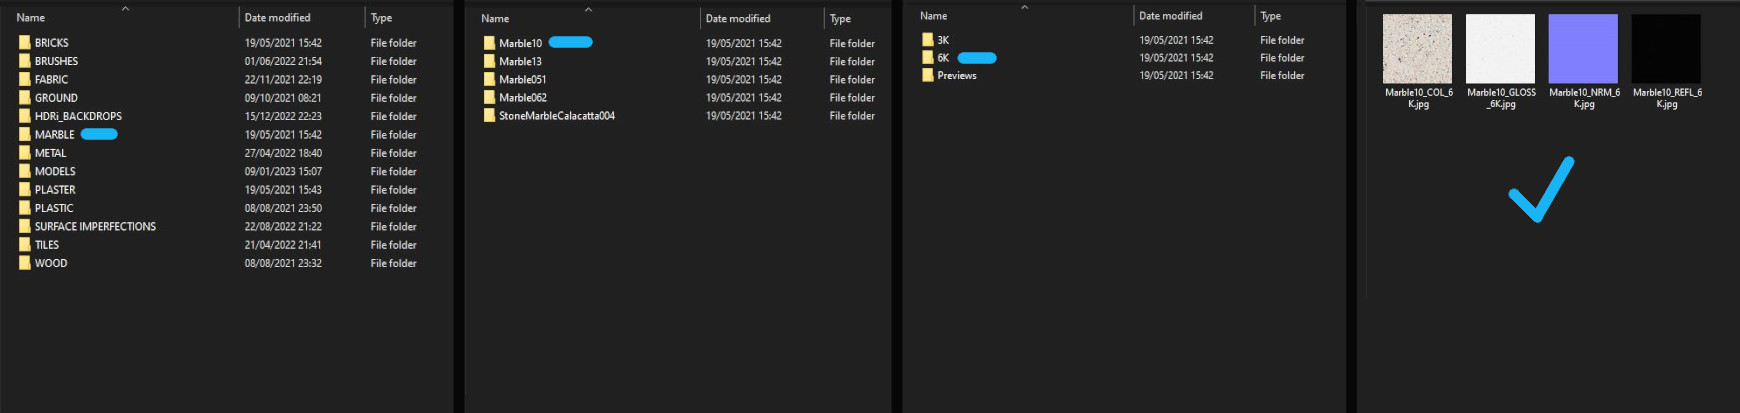 Name Date modified Type
BRICKS 19/05/2021 15:42 File folder
BRUSHES 01/06/2022 21:54 File folder
FABRIC 22/11/2021 22:19 File folder
GROUND 09/10/2021 08:21 File folder
HDRi_BACKDROPS 15/12/2022 22:23 File folder
MARBLE 19/05/2021 15:42 File folder
METAL 27/04/2022 18:40 File folder
MODELS 09/01/2023 15:07 File folder
PLASTER 19/05/2021 15:43 File folder
PLASTIC 08/08/2021 23:50 File folder
SURFACE IMPERFECTIONS 22/08/2022 21:22 File folder
TILES 21/04/2022 21:41 File folder
WOOD 08/08/2021 23:32 File folder
Name Date modified Type
Marble10 19/05/2021 15:42 File folder
Marble13 19/05/2021 15:42 File folder
Marble051 19/05/2021 15:42 File folder
Marble062 19/05/2021 15:42 File folder
StoneMarbleCalacatta004 19/05/2021 15:42 File folder
Name Date modified Type
3K 19/05/2021 15:42 File folder
6K 19/05/2021 15:42 File folder
Previews 19/05/2021 15:42 File folder
Marble10_COL_6 Marble10_GLOSS Marble10_NRM_6 Marble10_REFL_6
K.jpg _6K.jpg K.jpg K.jpg